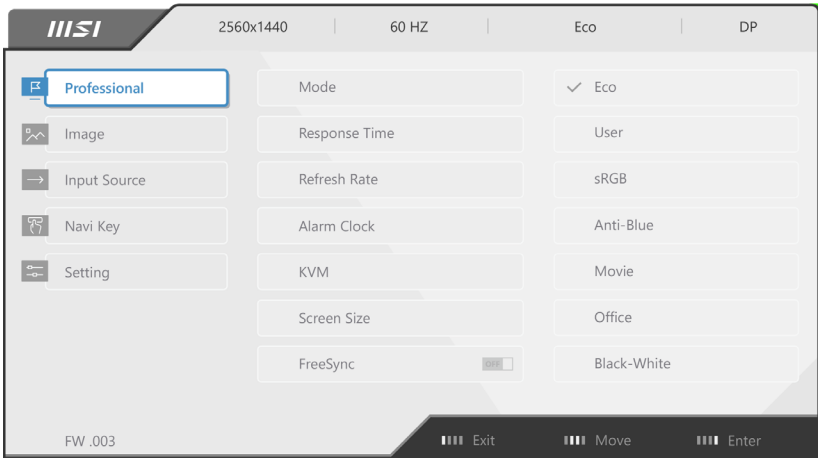 msi 2560x1440 60 HZ Eco DP
Professional Mode Eco
Image Response Time User
Input Source Refresh Rate sRGB
Navi Key Alarm Clock Anti-Blue
Setting KVM Movie
Screen Size Office
FreeSync OFF Black-White
FW .003 Exit Move Enter